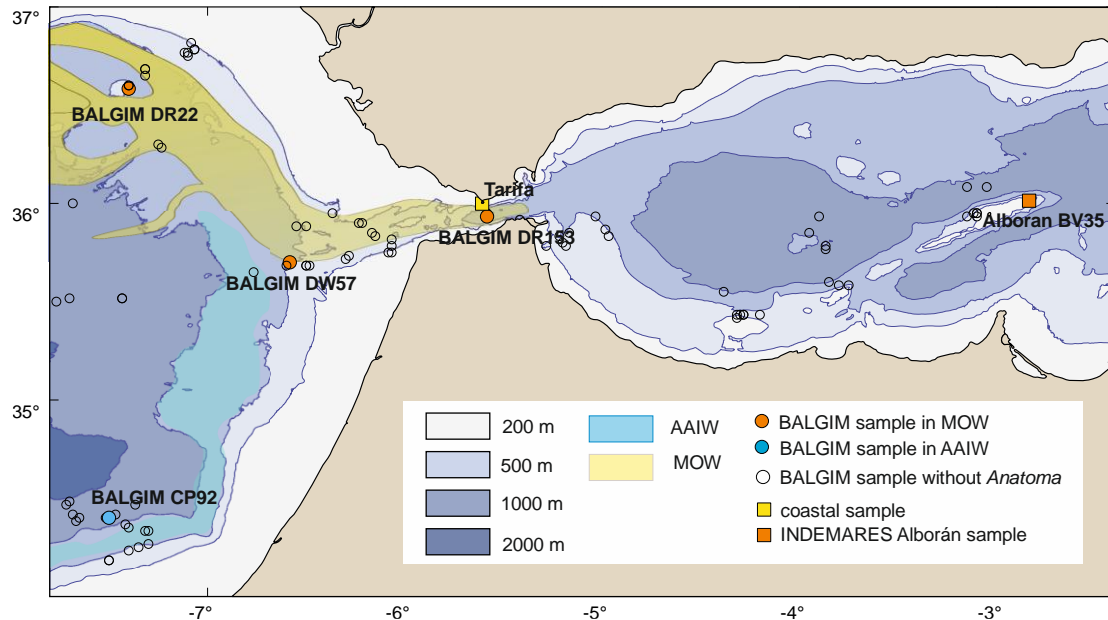 37°
36°
35°
BALGIM DR22
Tarifa
BALGIM DR153
Alboran BV35
BALGIM DW57
BALGIM CP92
200 m
500 m
1000 m
2000 m
AAIW
MOW
BALGIM sample in MOW
BALGIM sample in AAIW
BALGIM sample without Anatoma
coastal sample
INDEMARES Alborán sample
-7°
-6°
-5°
-4°
-3°